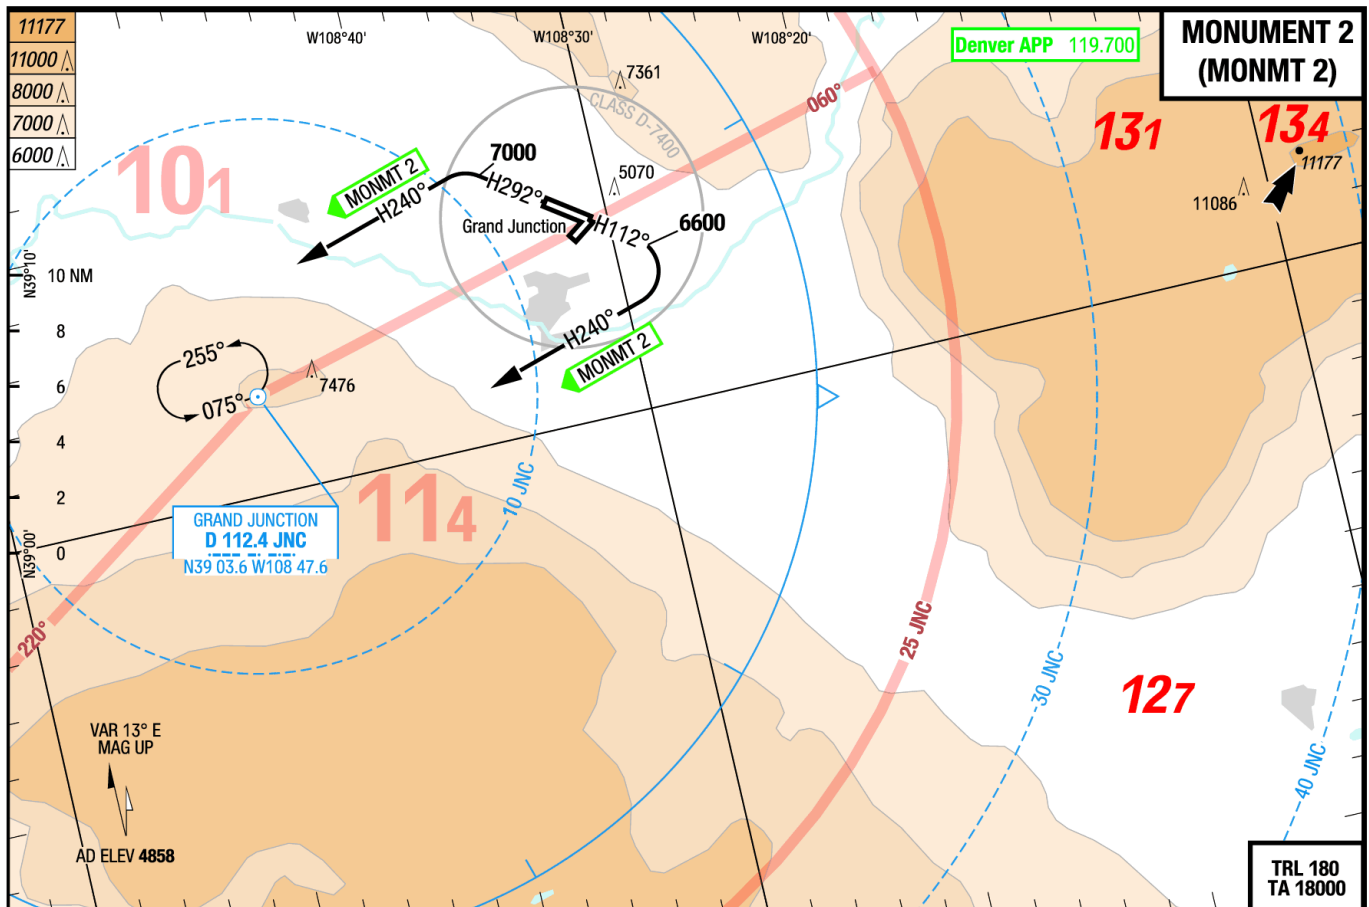 11177
11000
8000
7000
6000
W108°40'
W108°30'
W108°20'
Denver APP 119.700
MONUMENT 2
(MONMT 2)
7361
CLASS D-7400
060°
131
134
11177
11086
101
MONMT 2
H240°
7000
H292°
5070
Grand Junction
H112°
6600
N39°10'
10 NM
8
6
4
2
0
H240°
MONMT 2
255°
075°
7476
114
10 JNC
GRAND JUNCTION
D 112.4 JNC
N39 03.6 W108 47.6
N39°00'
220°
25 JNC
30 JNC
127
40 JNC
VAR 13° E
MAG UP
AD ELEV 4858
TRL 180
TA 18000